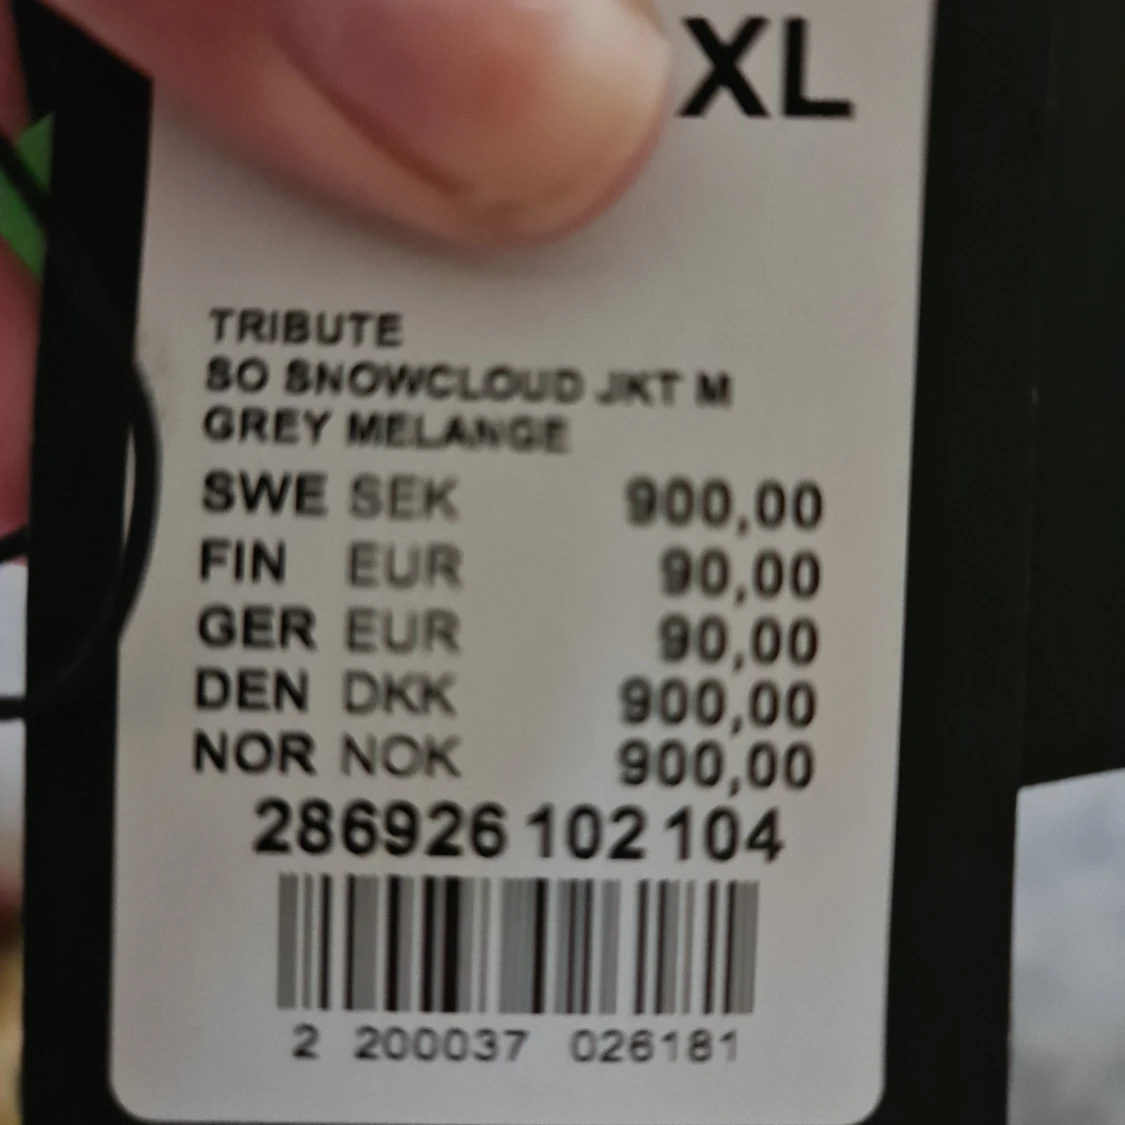 XL
TRIBUTE
SO SNOWCLOUD JKT M
GREY MELANGE
SWE SEK 900,00
FIN EUR 90,00
GER EUR 90,00
DEN DKK 900,00
NOR NOK 900,00
286926 102 104
2 200037 026181